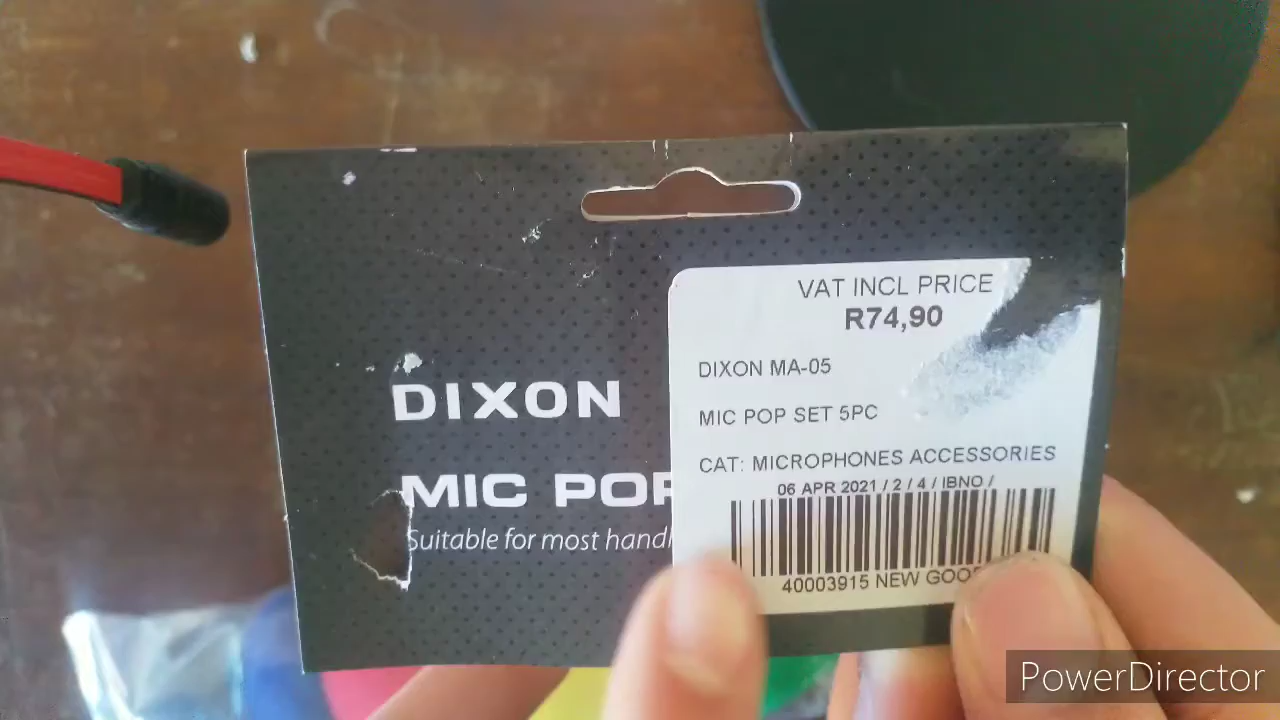 VAT INCL PRICE
R74,90
DIXON MA-05
MIC POP SET 5PC
CAT: MICROPHONES ACCESSORIES
06 APR 2021 / 2 / 4 / IBNO /
40003915 NEW
DIXON
MIC POP
Suitable for most
PowerDirector